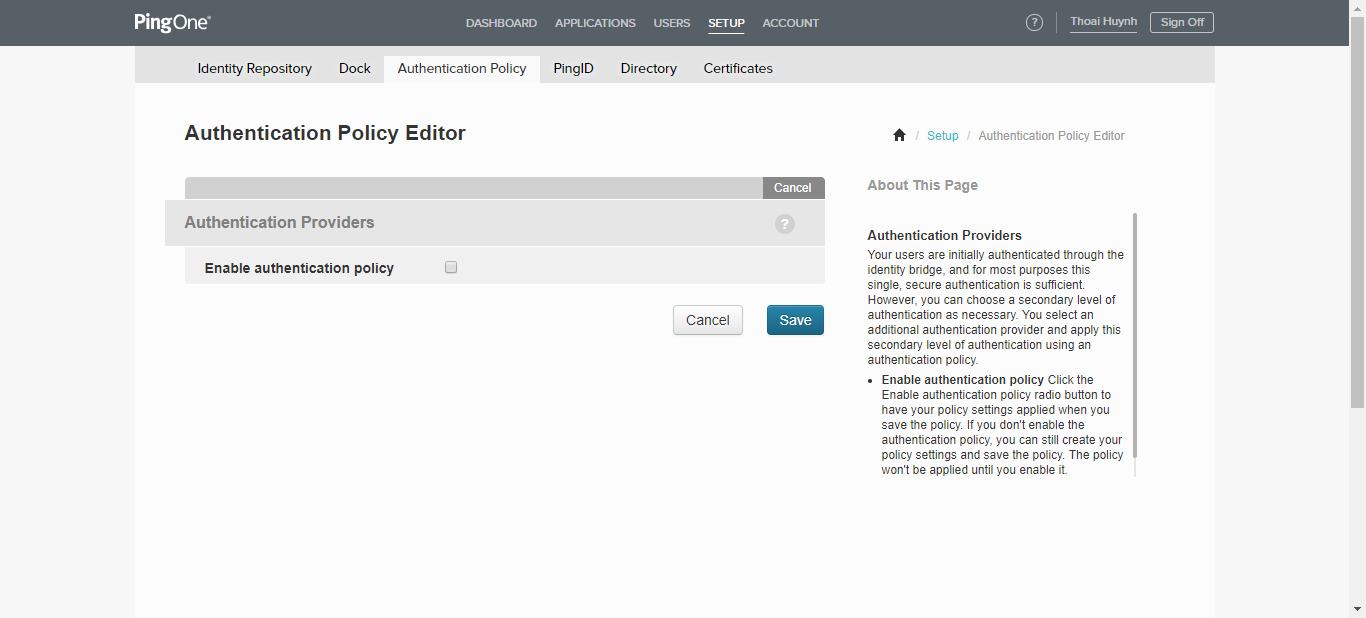 PingOne®
DASHBOARD APPLICATIONS USERS SETUP ACCOUNT
? Thoai Huynh Sign Off
Identity Repository Dock Authentication Policy PingID Directory Certificates
Authentication Policy Editor
/ Setup / Authentication Policy Editor
Cancel
Authentication Providers ?
Enable authentication policy
Cancel Save
About This Page
Authentication Providers
Your users are initially authenticated through the
identity bridge, and for most purposes this
single, secure authentication is sufficient.
However, you can choose a secondary level of
authentication as necessary. You select an
additional authentication provider and apply this
secondary level of authentication using an
authentication policy.
• Enable authentication policy Click the
Enable authentication policy radio button to
have your policy settings applied when you
save the policy. If you don't enable the
authentication policy, you can still create your
policy settings and save the policy. The policy
won't be applied until you enable it.